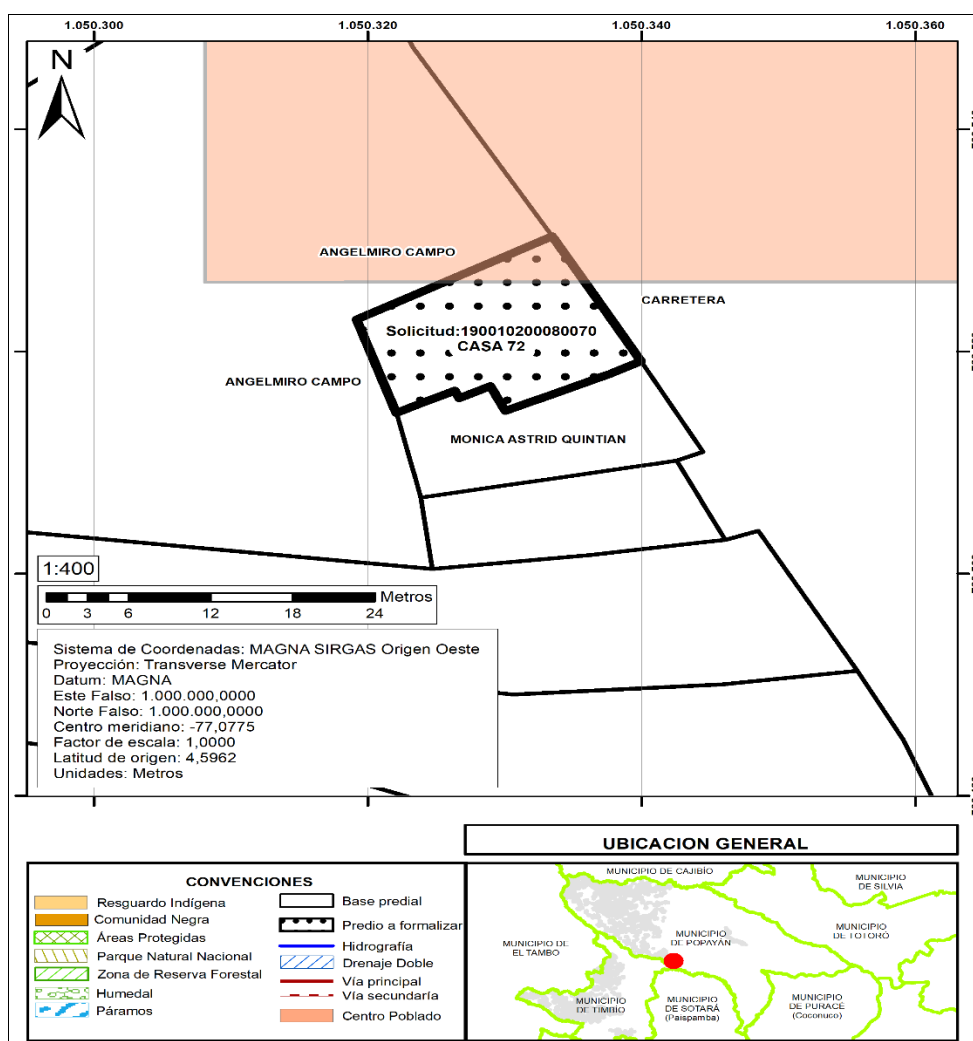 1.050.300
1.050.320
1.050.340
1.050.360
N
ANGELMIRO CAMPO
CARRETERA
Solicitud:190010200080070
CASA 72
ANGELMIRO CAMPO
MONICA ASTRID QUINTIAN
1:400
Metros
0 3 6 12 18 24
Sistema de Coordenadas: MAGNA SIRGAS Origen Oeste
Proyección: Transverse Mercator
Datum: MAGNA
Este Falso: 1.000.000,0000
Norte Falso: 1.000.000,0000
Centro meridiano: -77,0775
Factor de escala: 1,0000
Latitud de origen: 4,5962
Unidades: Metros
CONVENCIONES
Resguardo Indígena
Comunidad Negra
Áreas Protegidas
Parque Natural Nacional
Zona de Reserva Forestal
Humedal
Páramos
Base predial
Predio a formalizar
Hidrografía
Drenaje Doble
Vía principal
Vía secundaría
Centro Poblado
UBICACION GENERAL
MUNICIPIO DE CAJIBÍO
MUNICIPIO
DE SILVIA
MUNICIPIO
DE TOTORÓ
MUNICIPIO
DE POPAYÁN
MUNICIPIO DE
EL TAMBO
MUNICIPIO
DE TIMBÍO
MUNICIPIO
DE SOTARÁ
(Paispamba)
MUNICIPIO
DE PURACÉ
(Coconuco)